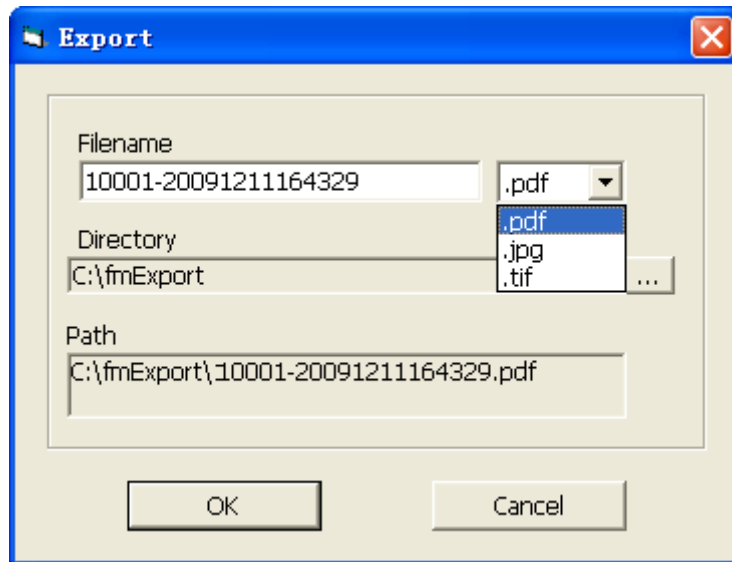 Export
Filename
10001-20091211164329
.pdf
.pdf
.jpg
.tif
Directory
C:\fmExport
...
Path
C:\fmExport\10001-20091211164329.pdf
OK
Cancel